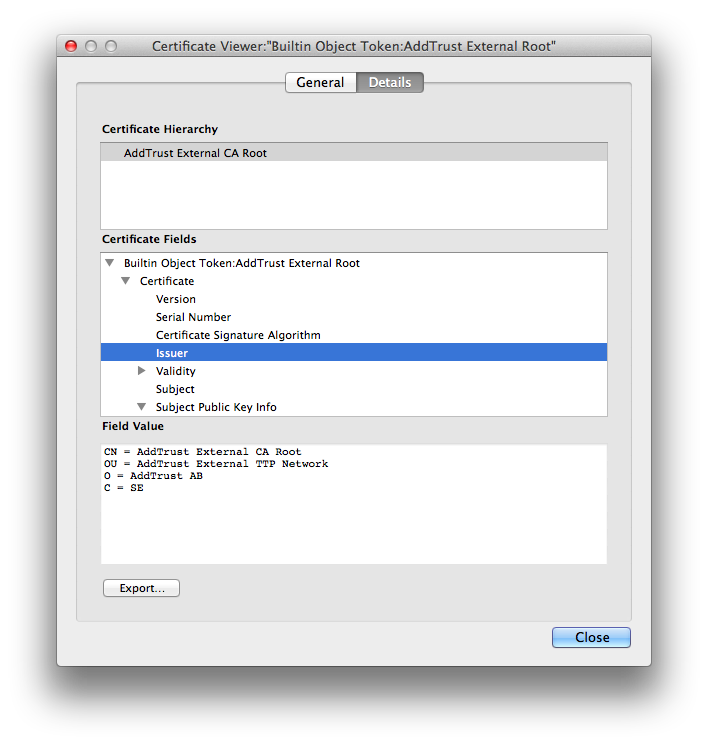 Certificate Viewer:"Builtin Object Token:AddTrust External Root"
General Details
Certificate Hierarchy
AddTrust External CA Root
Certificate Fields
Builtin Object Token:AddTrust External Root
Certificate
Version
Serial Number
Certificate Signature Algorithm
Issuer
Validity
Subject
Subject Public Key Info
Field Value
CN = AddTrust External CA Root
OU = AddTrust External TTP Network
O = AddTrust AB
C = SE
Export...
Close